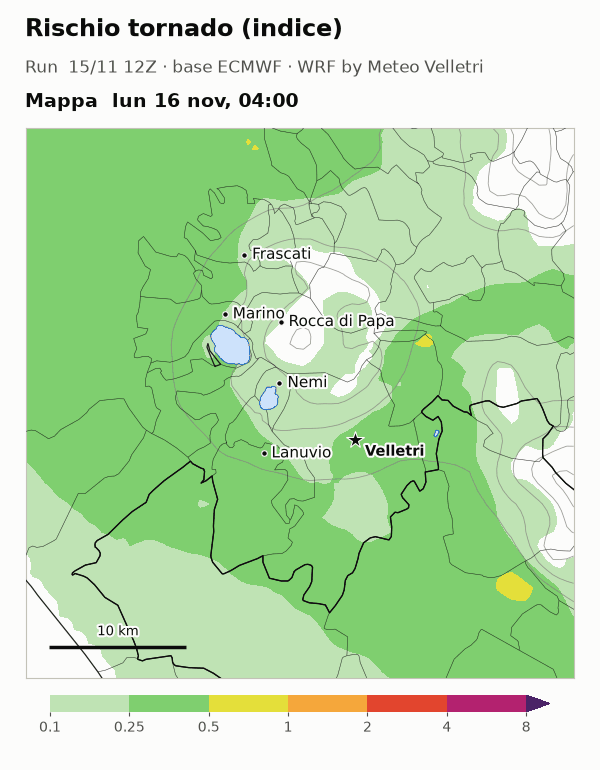 Rischio tornado (indice)
Run  15/11 12Z · base ECMWF · WRF by Meteo Velletri
Mappa  lun 16 nov, 04:00
Frascati
Marino
Rocca di Papa
Nemi
Velletri
Lanuvio
10 km
0.1 0.25 0.5 1 2 4 8